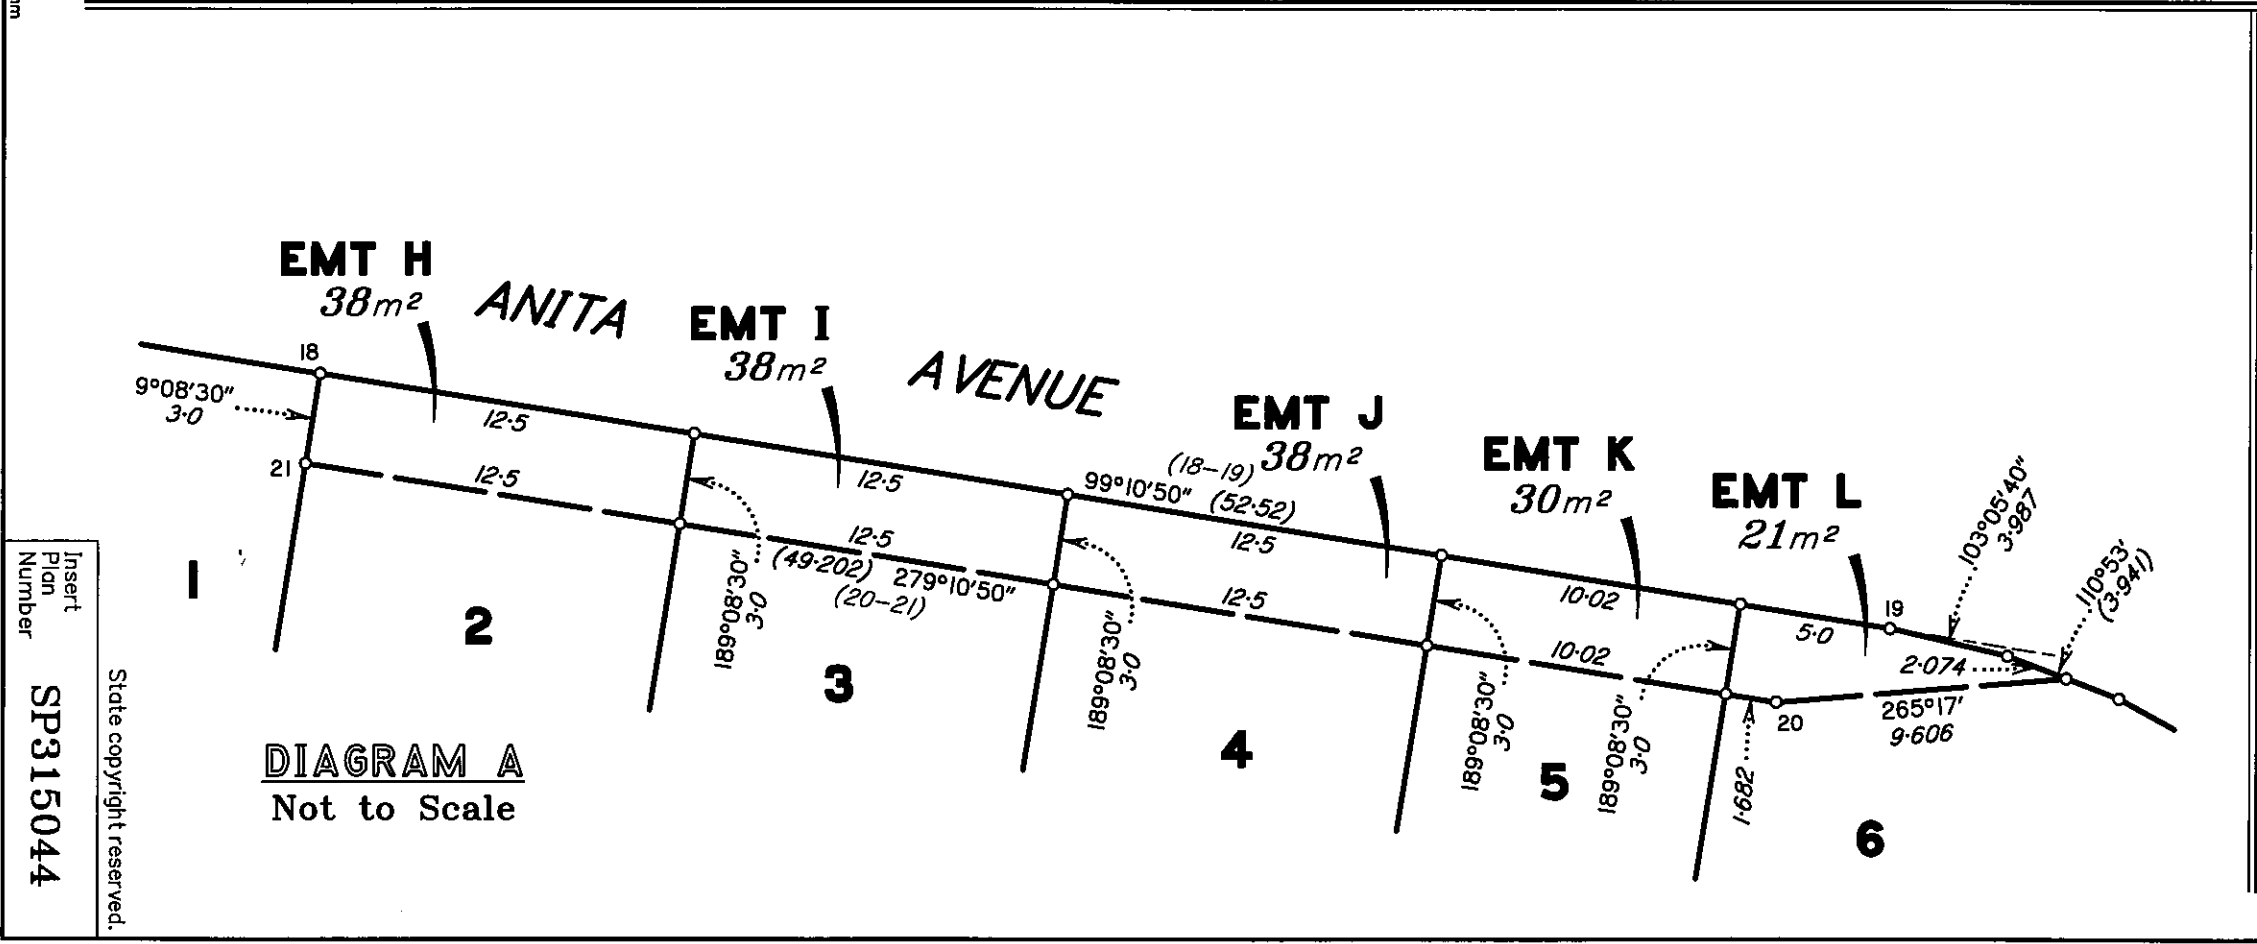 EMT H
38m²
ANITA
EMT I
38m²
AVENUE
EMT J
38m²
EMT K
30m²
EMT L
21m²
18
9°08'30"
3·0
12·5
12·5
(18–19)
99°10'50" (52·52)
12·5
10·02
5·0
19
103°05'40"
3·987
110°53'
(3·941)
2·074
21
12·5
12·5
(49·202) 279°10'50"
(20–21)
12·5
10·02
20
265°17'
9·606
1·682
189°08'30"
3·0
189°08'30"
3·0
189°08'30"
3·0
189°08'30"
3·0
1
2
3
4
5
6
DIAGRAM A
Not to Scale
Insert
Plan
Number
SP315044
State copyright reserved.